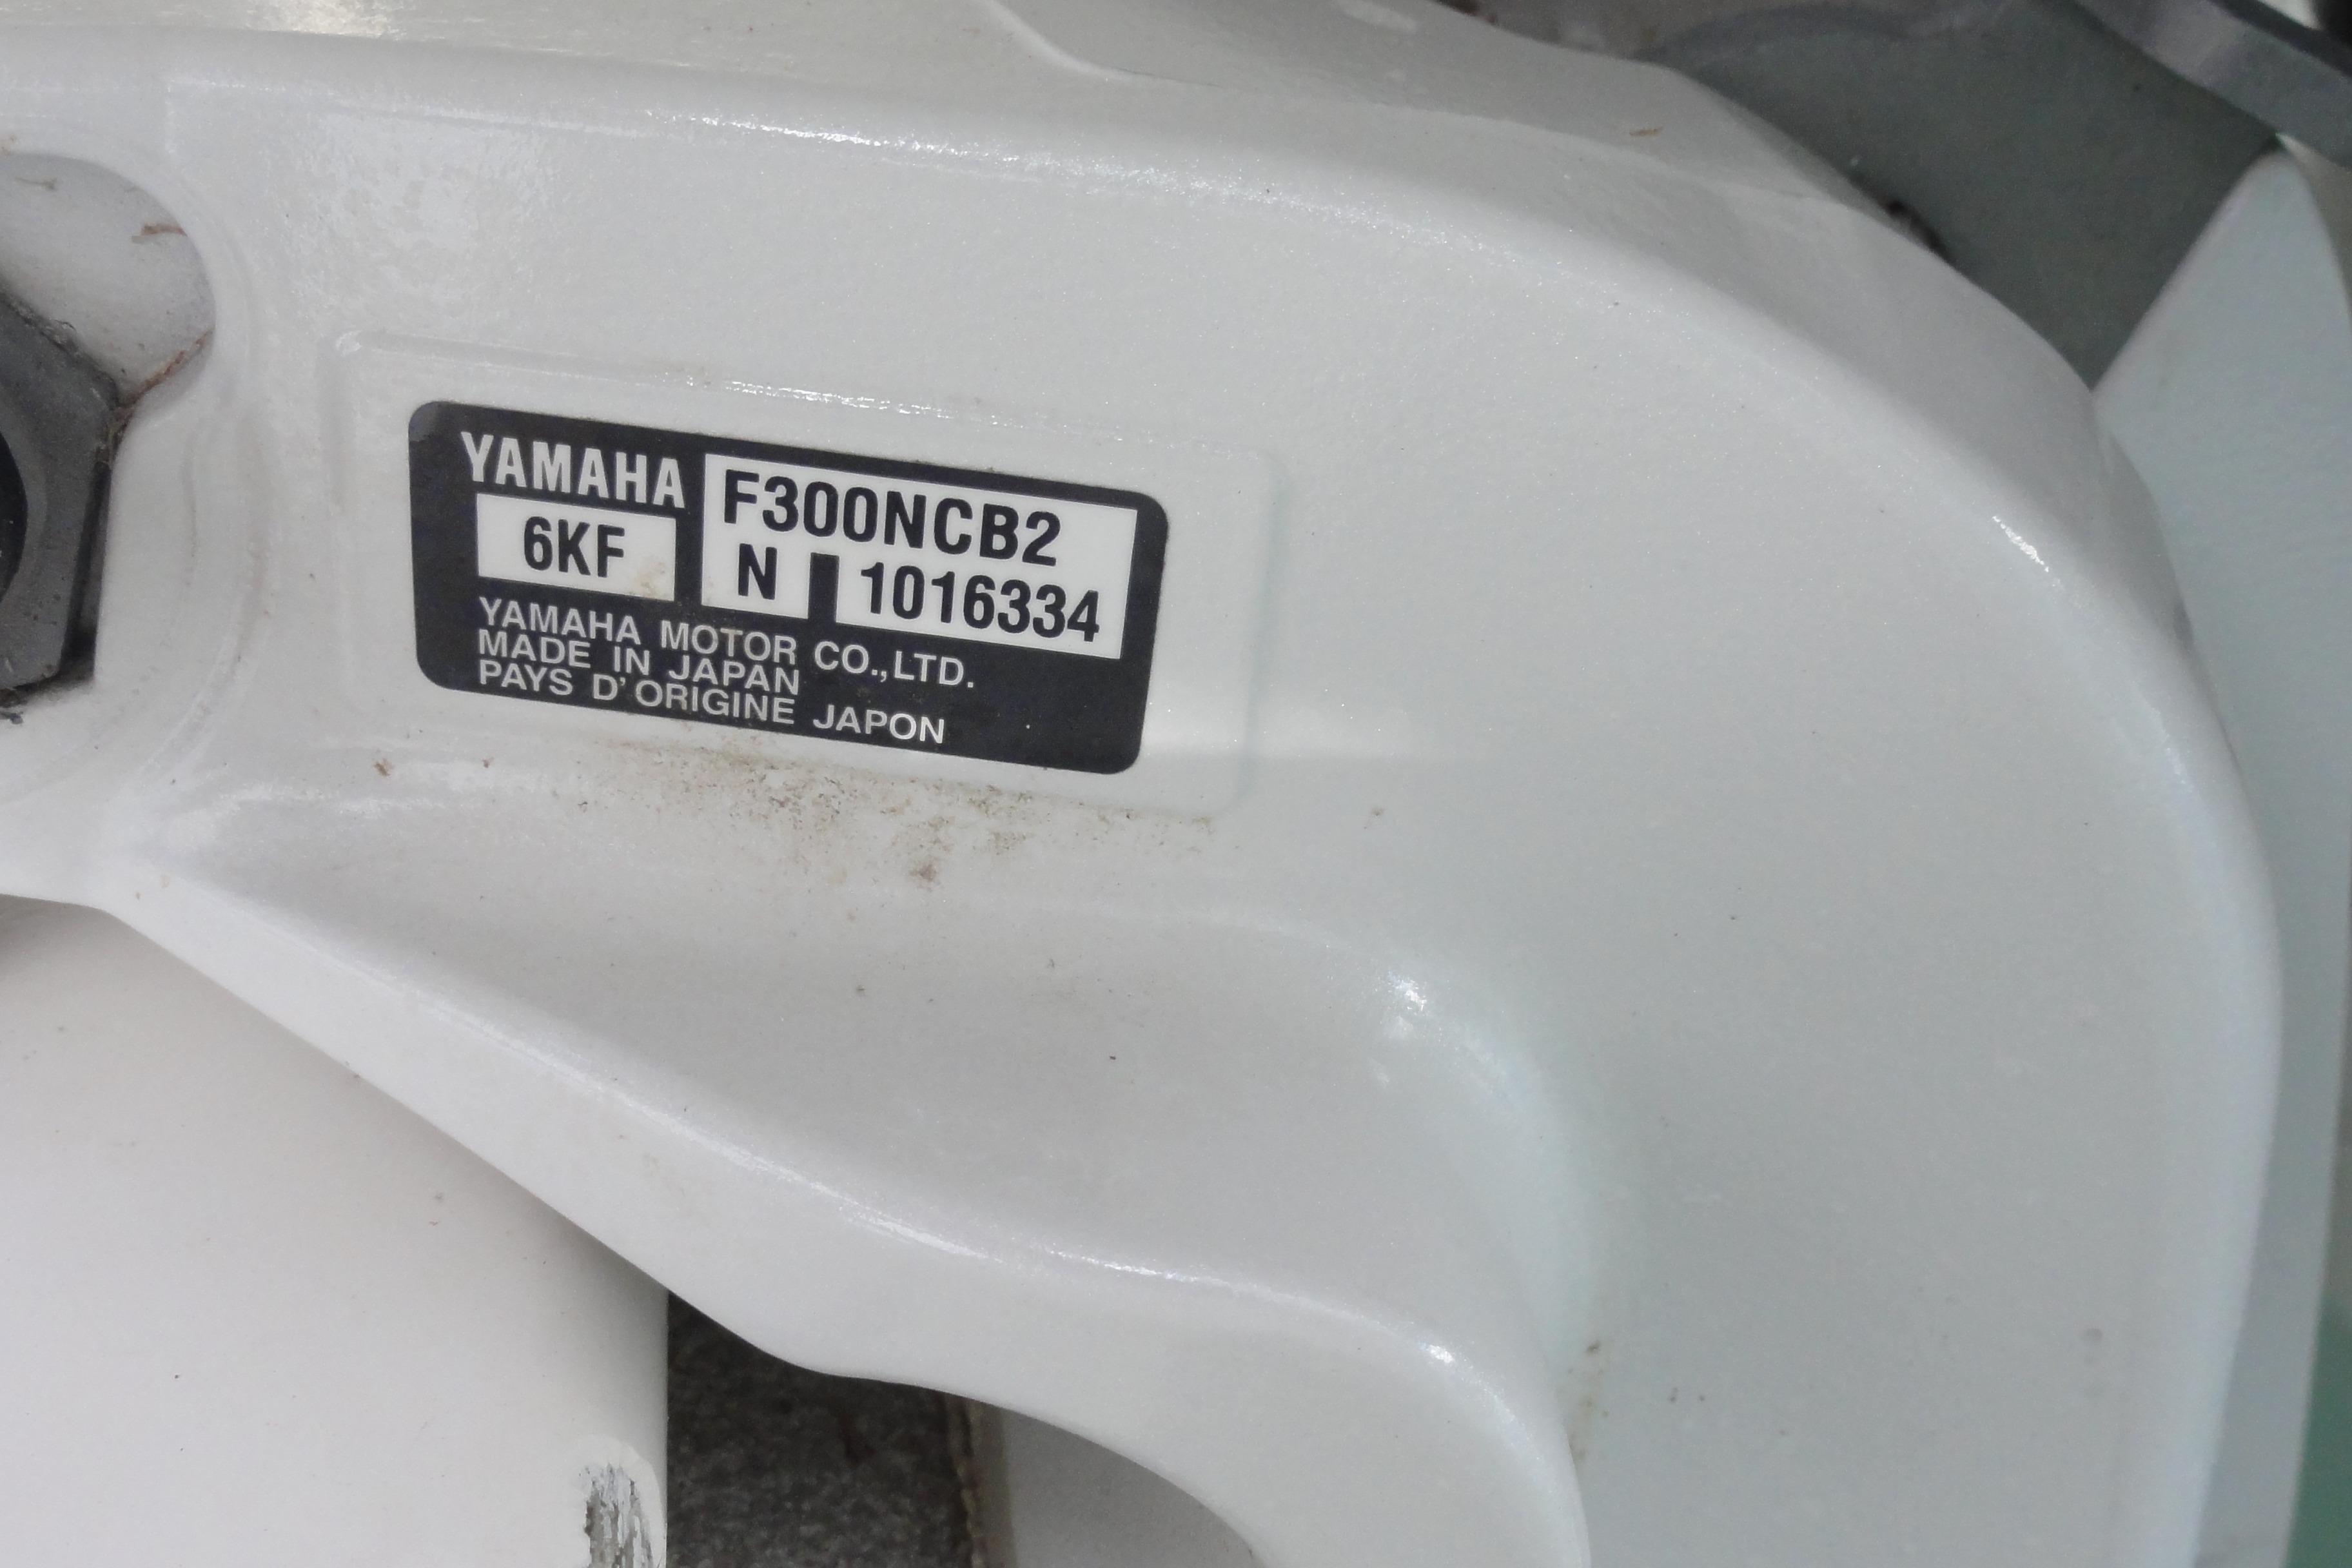 YAMAHA F300NCB2
6KF N 1016334
YAMAHA MOTOR CO.,LTD.
MADE IN JAPAN
PAYS D'ORIGINE JAPON